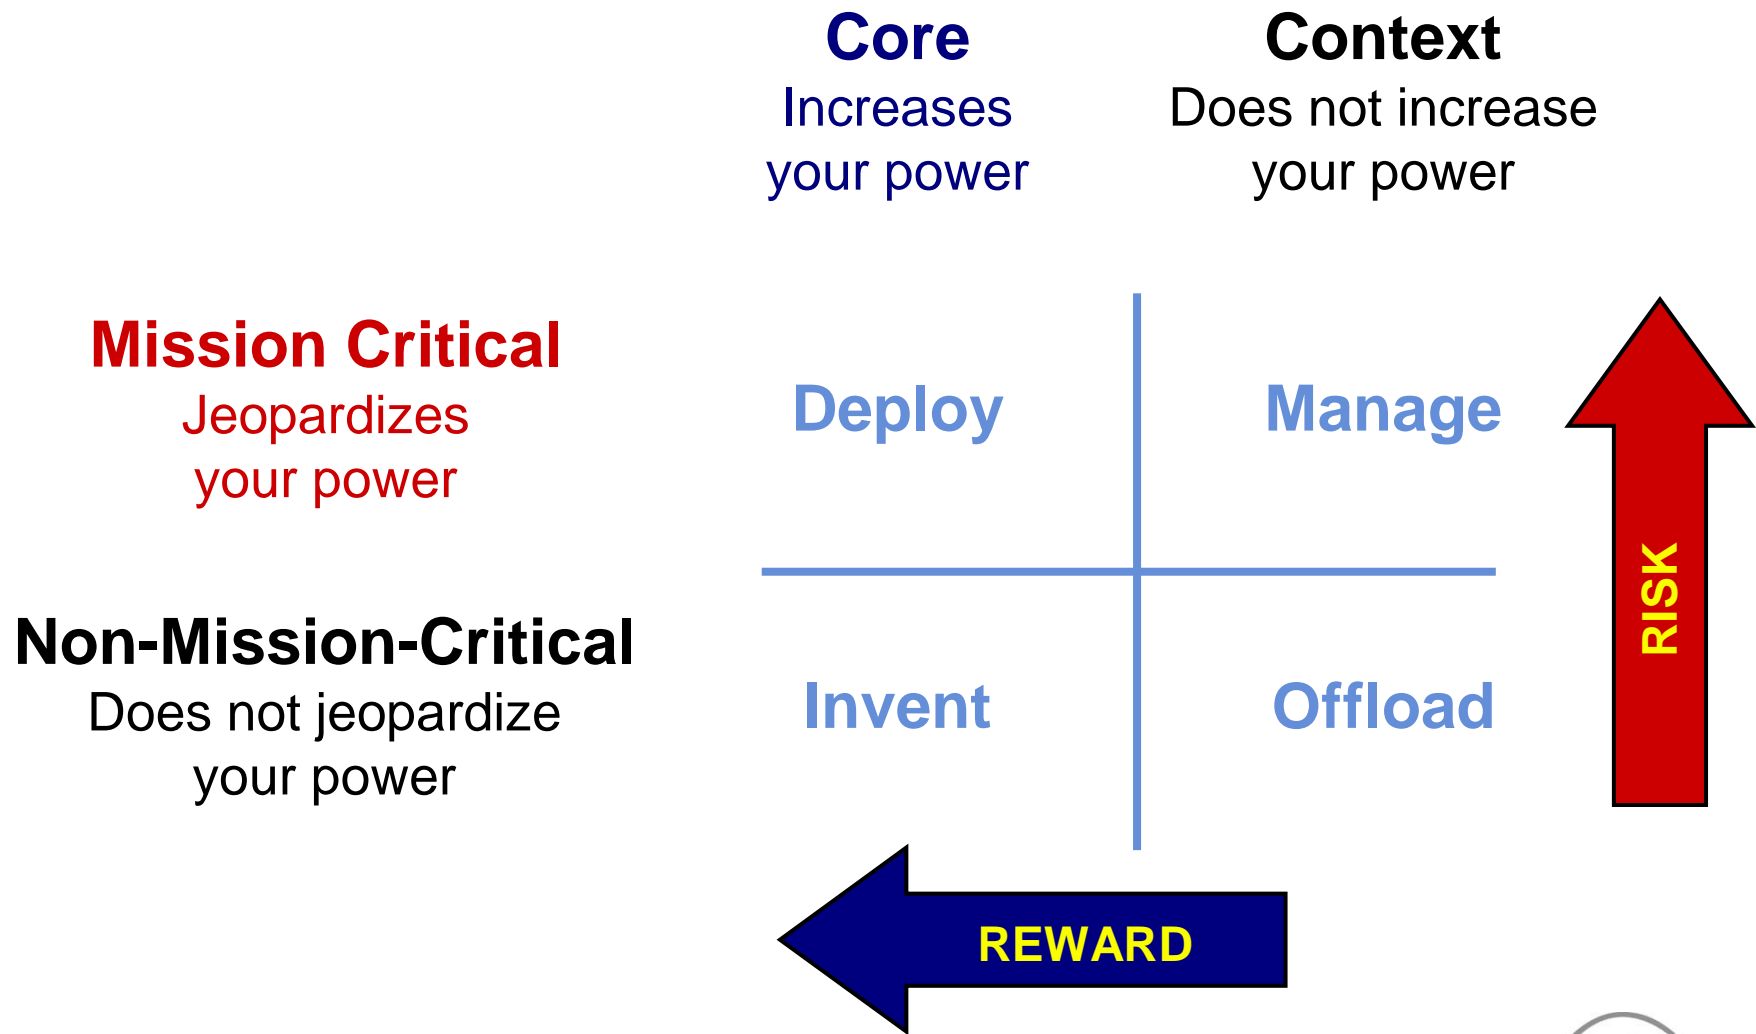 Core
Increases
your power
Context
Does not increase
your power
Mission Critical
Jeopardizes
your power
Deploy
Manage
RISK
Non-Mission-Critical
Does not jeopardize
your power
Invent
Offload
REWARD